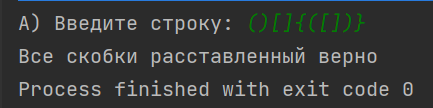 А) Введите строку: ()[]{([])}
Все скобки расставленный верно
Process finished with exit code 0